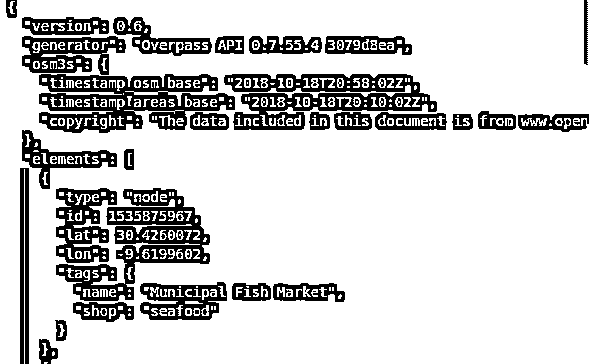 {
"version": 0.6,
"generator": "Overpass API 0.7.55.4 3079d8ea",
"osm3s": {
"timestamp_osm_base": "2018-10-18T20:58:02Z",
"timestamp_areas_base": "2018-10-18T20:10:02Z",
"copyright": "The data included in this document is from www.open
},
"elements": [
{
"type": "node",
"id": 1535875967,
"lat": 30.4260072,
"lon": -9.6199602,
"tags": {
"name": "Municipal Fish Market",
"shop": "seafood"
}
},